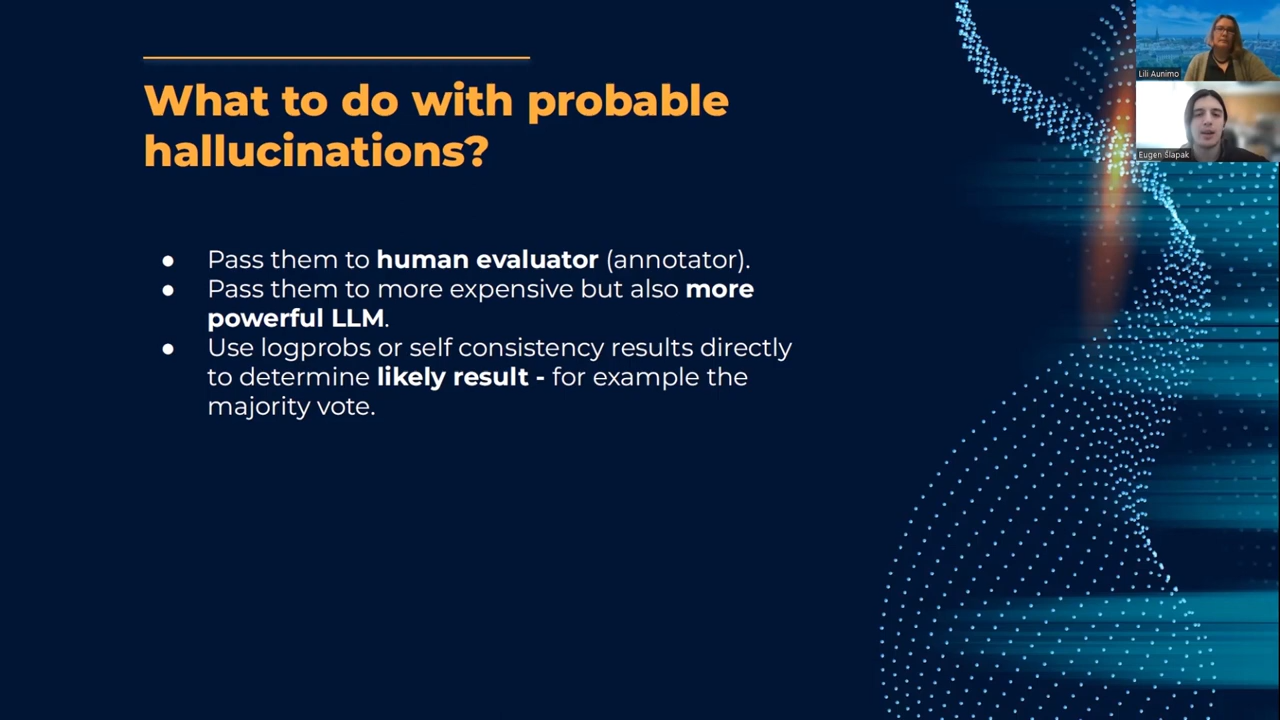 What to do with probable
hallucinations?
● Pass them to human evaluator (annotator).
● Pass them to more expensive but also more
powerful LLM.
● Use logprobs or self consistency results directly
to determine likely result - for example the
majority vote.
Lili Aunimo
Eugen Šlapak